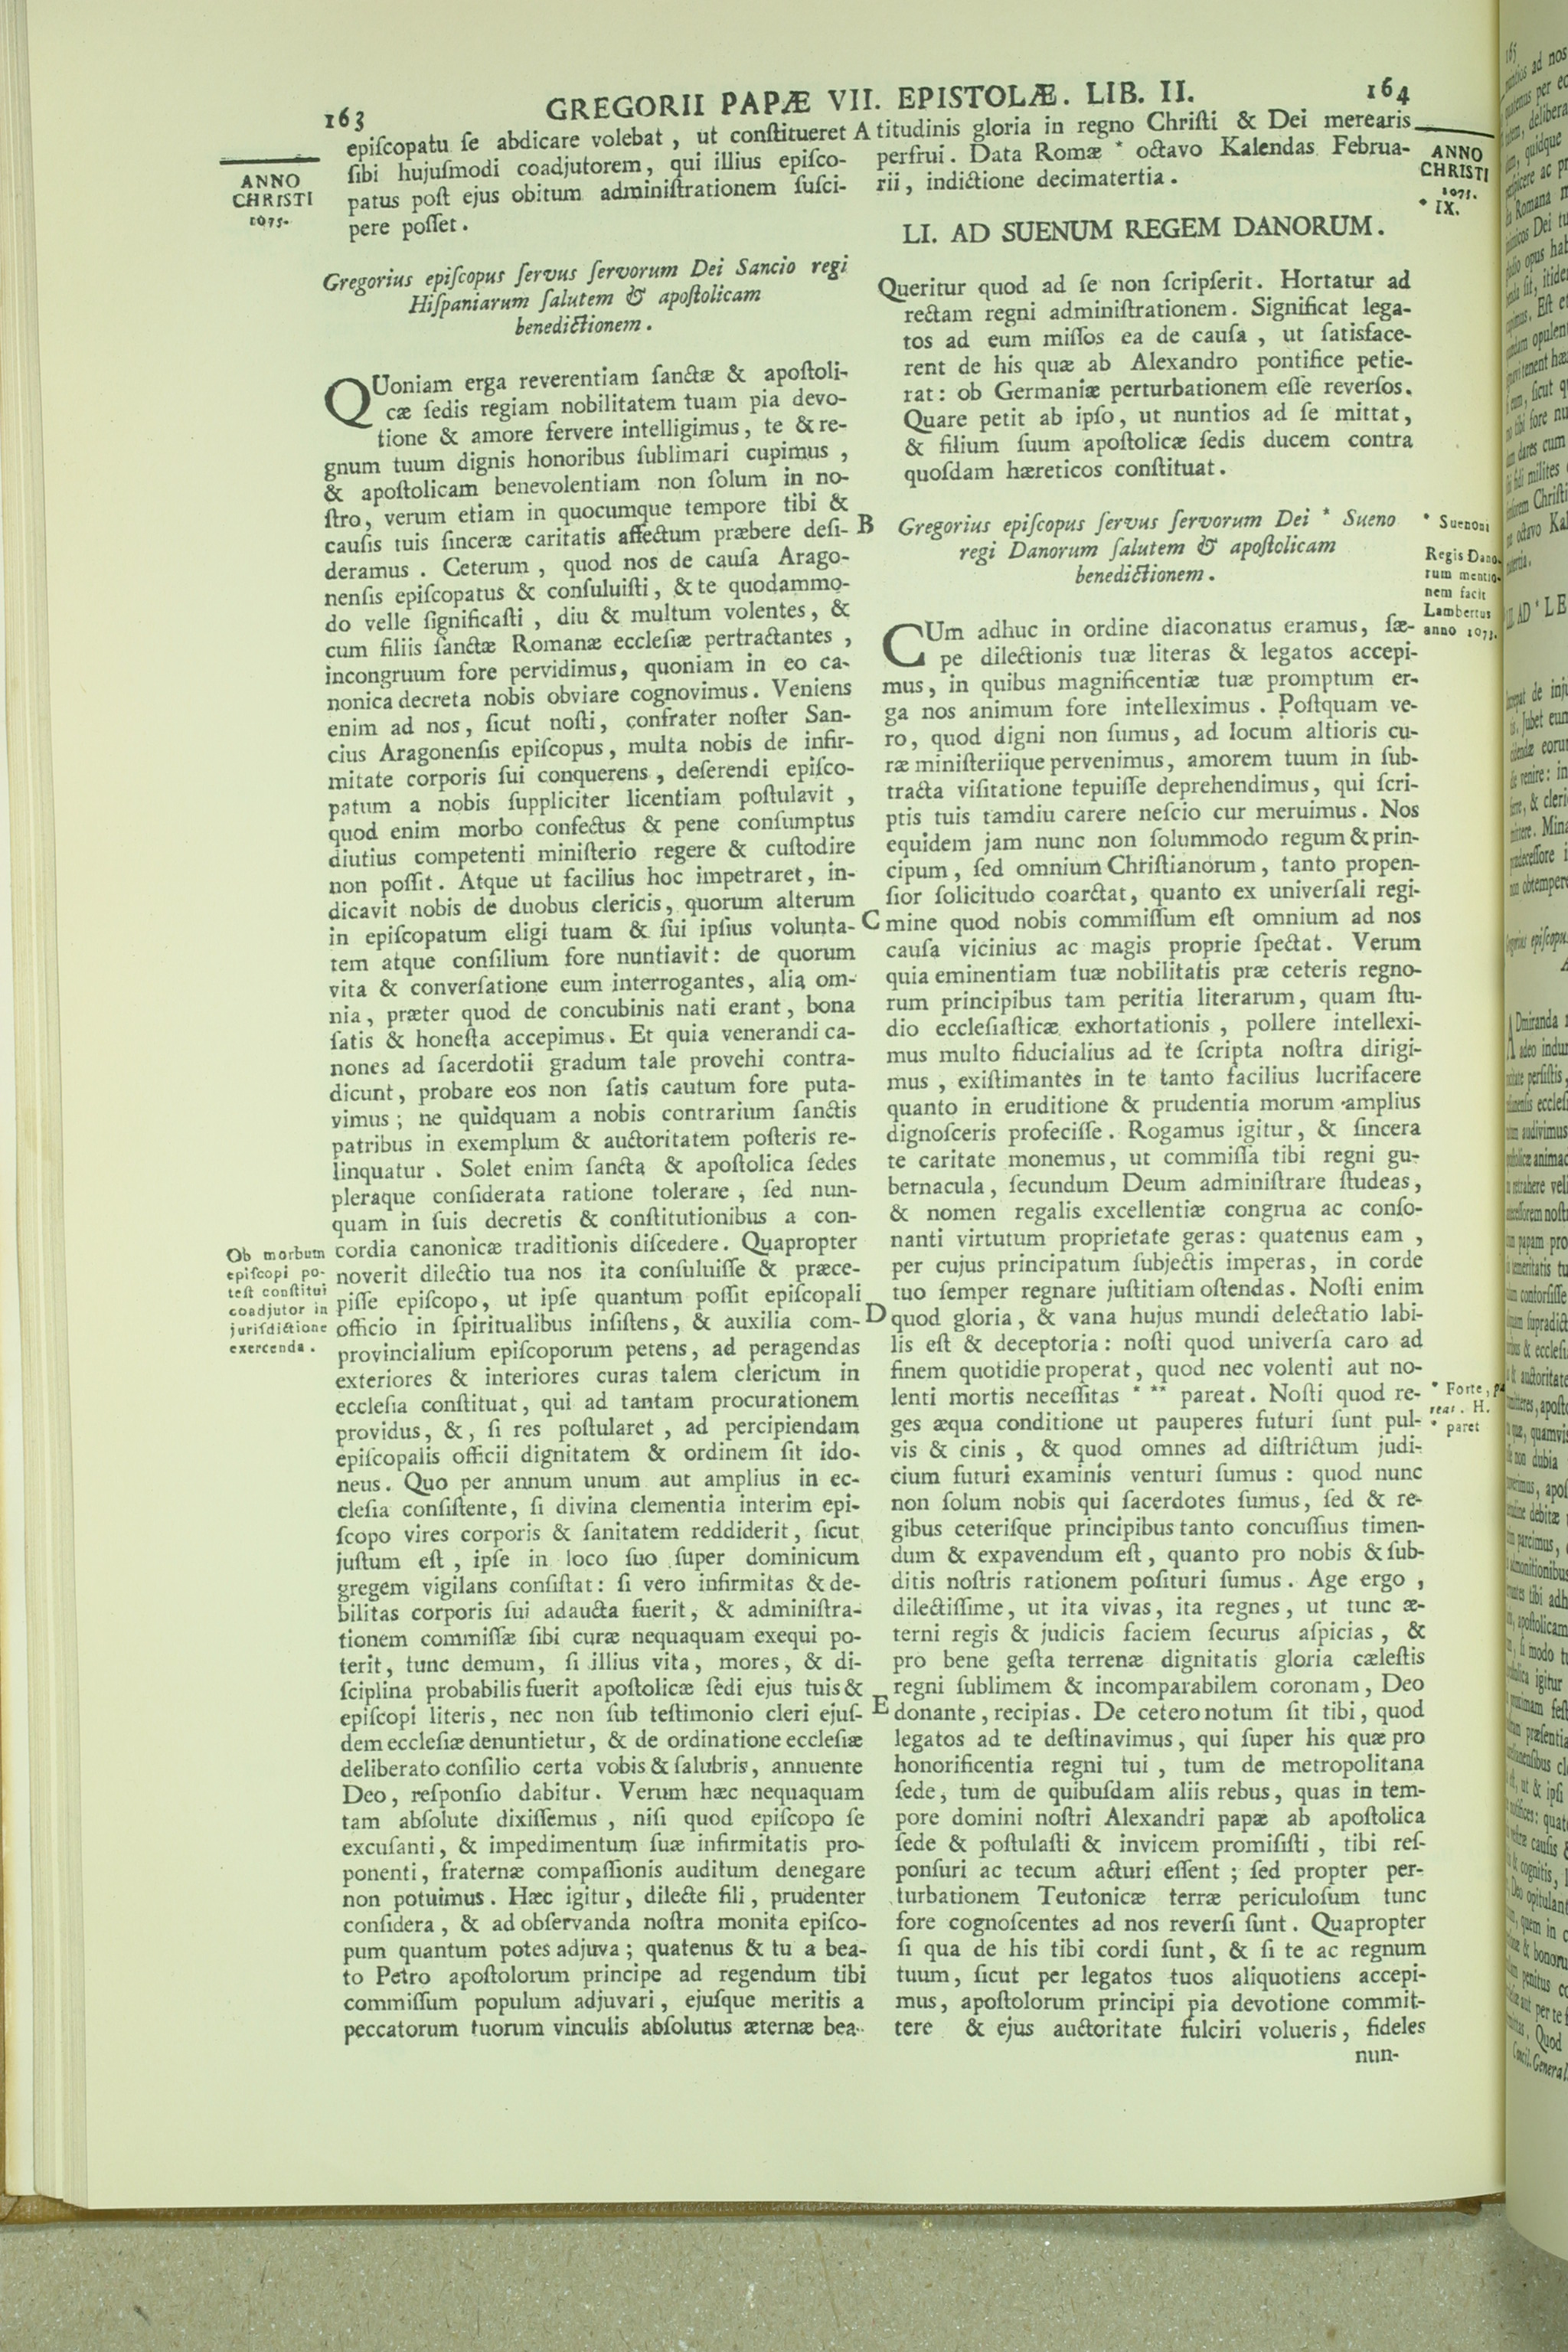 163
GREGORII PAPÆ VII. EPISTOLÆ. LIB. II.
164
ANNO
CHRISTI
1075.
epiſcopatu ſe abdicare volebat, ut conſtitueret
ſibi hujuſmodi coadjutorem, qui illius epiſco-
patus poſt ejus obitum adminiſtrationem ſuſci-
pere poſſet.
Gregorius epiſcopus ſervus ſervorum Dei Sancio regi
Hiſpaniarum ſalutem & apoſtolicam
benedictionem.
QUoniam erga reverentiam ſanctæ & apoſtoli-
cæ ſedis regiam nobilitatem tuam pia devo-
tione & amore fervere intelligimus, te & re-
gnum tuum dignis honoribus ſublimari cupimus,
& apoſtolicam benevolentiam non ſolum in no-
ſtro, verum etiam in quocumque tempore tibi &
cauſis tuis ſinceræ caritatis affectum præbere deſi-
deramus. Ceterum, quod nos de cauſa Arago-
nenſis epiſcopatus & conſuluiſti, & te quodammo-
do velle ſignificaſti, diu & multum volentes, &
cum filiis ſanctæ Romanæ eccleſiæ pertractantes,
incongruum fore pervidimus, quoniam in eo ca-
nonica decreta nobis obviare cognovimus. Veniens
enim ad nos, ſicut noſti, confrater noſter San-
cius Aragonenſis epiſcopus, multa nobis de infir-
mitate corporis ſui conquerens, deſerendi epiſco-
patum a nobis ſuppliciter licentiam poſtulavit,
quod enim morbo confectus & pene conſumptus
diutius competenti miniſterio regere & cuſtodire
non poſſit. Atque ut facilius hoc impetraret, in-
dicavit nobis de duobus clericis, quorum alterum
in epiſcopatum eligi tuam & ſui ipſius volunta-
tem atque conſilium fore nuntiavit: de quorum
vita & converſatione eum interrogantes, alia om-
nia, præter quod de concubinis nati erant, bona
ſatis & honeſta accepimus. Et quia venerandi ca-
nones ad ſacerdotii gradum tale provehi contra-
dicunt, probare eos non ſatis cautum fore puta-
vimus; ne quidquam a nobis contrarium ſanctis
patribus in exemplum & auctoritatem poſteris re-
linquatur. Solet enim ſancta & apoſtolica ſedes
pleraque conſiderata ratione tolerare, ſed nun-
quam in ſuis decretis & conſtitutionibus a con-
cordia canonicæ traditionis diſcedere. Quapropter
noverit dilectio tua nos ita conſuluiſſe & præce-
piſſe epiſcopo, ut ipſe quantum poſſit epiſcopali
officio in ſpiritualibus inſiſtens, & auxilia com-
provincialium epiſcoporum petens, ad peragendas
exteriores & interiores curas talem clericum in
eccleſia conſtituat, qui ad tantam procurationem
providus, &, ſi res poſtularet, ad percipiendam
epiſcopalis officii dignitatem & ordinem ſit ido-
neus. Quo per annum unum aut amplius in ec-
cleſia conſiſtente, ſi divina clementia interim epi-
ſcopo vires corporis & ſanitatem reddiderit, ſicut
juſtum eſt, ipſe in loco ſuo ſuper dominicum
gregem vigilans conſiſtat: ſi vero infirmitas & de-
bilitas corporis ſui adaucta fuerit, & adminiſtra-
tionem commiſſæ ſibi curæ nequaquam exequi po-
terit, tunc demum, ſi illius vita, mores, & di-
ſciplina probabilis fuerit apoſtolicæ ſedi ejus tuis &
epiſcopi literis, nec non ſub teſtimonio cleri ejuſ-
dem eccleſiæ denuntietur, & de ordinatione eccleſiæ
deliberato conſilio certa vobis & ſalubris, annuente
Deo, reſponſio dabitur. Verum hæc nequaquam
tam abſolute dixiſſemus, niſi quod epiſcopo ſe
excuſanti, & impedimentum ſuæ infirmitatis pro-
ponenti, fraternæ compaſſionis auditum denegare
non potuimus. Hæc igitur, dilecte fili, prudenter
conſidera, & ad obſervanda noſtra monita epiſco-
pum quantum potes adjuva; quatenus & tu a bea-
to Petro apoſtolorum principe ad regendum tibi
commiſſum populum adjuvari, ejuſque meritis a
peccatorum tuorum vinculis abſolutus æternæ bea-
Ob morbum
epiſcopi po-
teſt conſtitui
coadjutor in
juriſdictione
exercenda.
A
B
C
D
E
titudinis gloria in regno Chriſti & Dei merearis
perfrui. Data Romæ * octavo Kalendas Februa-
rii, indictione decimatertia.
LI. AD SUENUM REGEM DANORUM.
Queritur quod ad ſe non ſcripſerit. Hortatur ad
rectam regni adminiſtrationem. Significat lega-
tos ad eum miſſos ea de cauſa, ut ſatisface-
rent de his quæ ab Alexandro pontifice petie-
rat: ob Germaniæ perturbationem eſſe reverſos.
Quare petit ab ipſo, ut nuntios ad ſe mittat,
& filium ſuum apoſtolicæ ſedis ducem contra
quoſdam hæreticos conſtituat.
Gregorius epiſcopus ſervus ſervorum Dei * Sueno
regi Danorum ſalutem & apoſtolicam
benedictionem.
CUm adhuc in ordine diaconatus eramus, ſæ-
pe dilectionis tuæ literas & legatos accepi-
mus, in quibus magnificentiæ tuæ promptum er-
ga nos animum fore intelleximus. Poſtquam ve-
ro, quod digni non ſumus, ad locum altioris cu-
ræ miniſteriique pervenimus, amorem tuum in ſub-
tracta viſitatione tepuiſſe deprehendimus, qui ſcri-
ptis tuis tamdiu carere neſcio cur meruimus. Nos
equidem jam nunc non ſolummodo regum & prin-
cipum, ſed omnium Chriſtianorum, tanto propen-
ſior ſolicitudo coarctat, quanto ex univerſali regi-
mine quod nobis commiſſum eſt omnium ad nos
cauſa vicinius ac magis proprie ſpectat. Verum
quia eminentiam tuæ nobilitatis præ ceteris regno-
rum principibus tam peritia literarum, quam ſtu-
dio eccleſiaſticæ exhortationis, pollere intellexi-
mus multo fiducialius ad te ſcripta noſtra dirigi-
mus, exiſtimantes in te tanto facilius lucrifacere
quanto in eruditione & prudentia morum amplius
dignoſceris profeciſſe. Rogamus igitur, & ſincera
te caritate monemus, ut commiſſa tibi regni gu-
bernacula, ſecundum Deum adminiſtrare ſtudeas,
& nomen regalis excellentiæ congrua ac conſo-
nanti virtutum proprietate geras: quatenus eam,
per cujus principatum ſubjectis imperas, in corde
tuo ſemper regnare juſtitiam oſtendas. Noſti enim
quod gloria, & vana hujus mundi delectatio labi-
lis eſt & deceptoria: noſti quod univerſa caro ad
finem quotidie properat, quod nec volenti aut no-
lenti mortis neceſſitas * ** pareat. Noſti quod re-
ges æqua conditione ut pauperes futuri ſunt pul-
vis & cinis, & quod omnes ad diſtrictum judi-
cium futuri examinis venturi ſumus: quod nunc
non ſolum nobis qui ſacerdotes ſumus, ſed & re-
gibus ceteriſque principibus tanto concuſſius timen-
dum & expavendum eſt, quanto pro nobis & ſub-
ditis noſtris rationem poſituri ſumus. Age ergo,
dilectiſſime, ut ita vivas, ita regnes, ut tunc æ-
terni regis & judicis faciem ſecurus aſpicias, &
pro bene geſta terrenæ dignitatis gloria cæleſtis
regni ſublimem & incomparabilem coronam, Deo
donante, recipias. De cetero notum ſit tibi, quod
legatos ad te deſtinavimus, qui ſuper his quæ pro
honorificentia regni tui, tum de metropolitana
ſede, tum de quibuſdam aliis rebus, quas in tem-
pore domini noſtri Alexandri papæ ab apoſtolica
ſede & poſtulaſti & invicem promiſiſti, tibi reſ-
ponſuri ac tecum acturi eſſent; ſed propter per-
turbationem Teutonicæ terræ periculoſum tunc
fore cognoſcentes ad nos reverſi ſunt. Quapropter
ſi qua de his tibi cordi ſunt, & ſi te ac regnum
tuum, ſicut per legatos tuos aliquotiens accepi-
mus, apoſtolorum principi pia devotione commit-
tere & ejus auctoritate fulciri volueris, fideles
nun-
ANNO
CHRISTI
1075.
* IX.
* Suenoni
Regis Dano-
rum mentio-
nem facit
Lambertus
anno 1073.
* Forte,
reat. H.
* paret